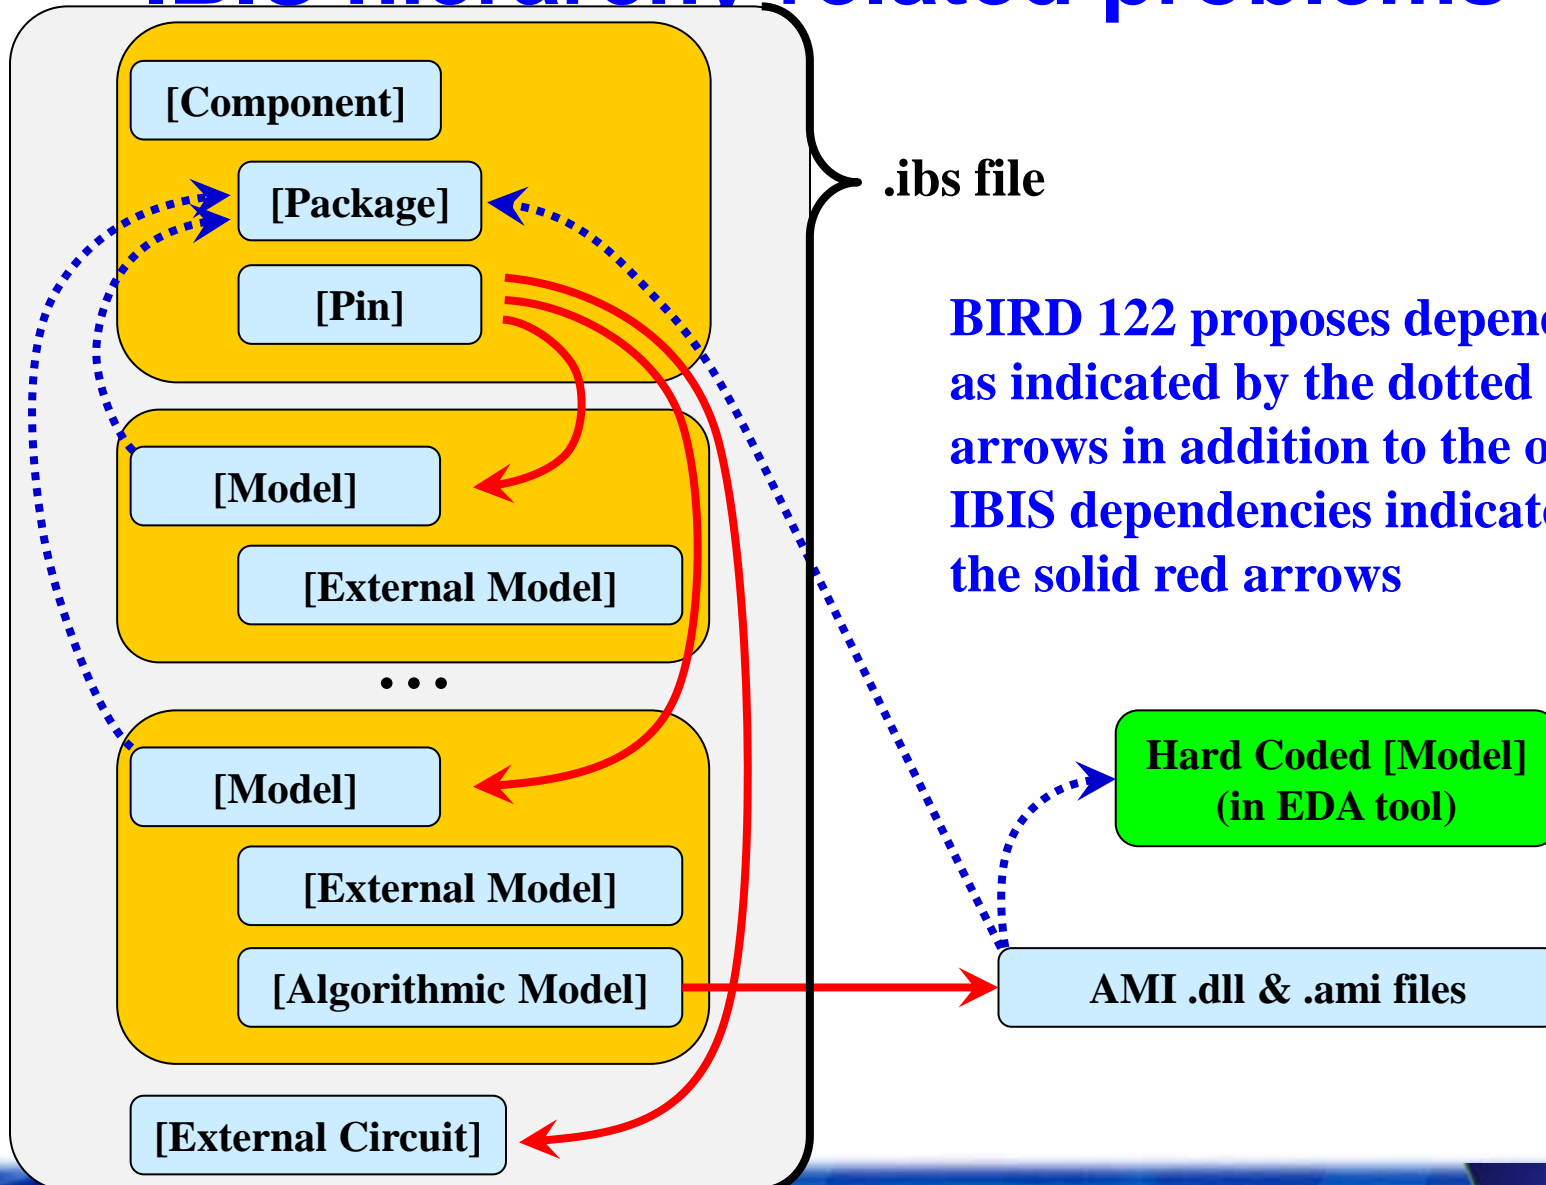 related problems
[Component]
[Package]
[Pin]
.ibs file
BIRD 122 proposes
as indicated by the dotted
arrows in addition to the
IBIS dependencies
the solid red arrows
[Model]
[External Model]
...
[Model]
[External Model]
[Algorithmic Model]
Hard Coded [Model]
(in EDA tool)
AMI .dll & .ami files
[External Circuit]